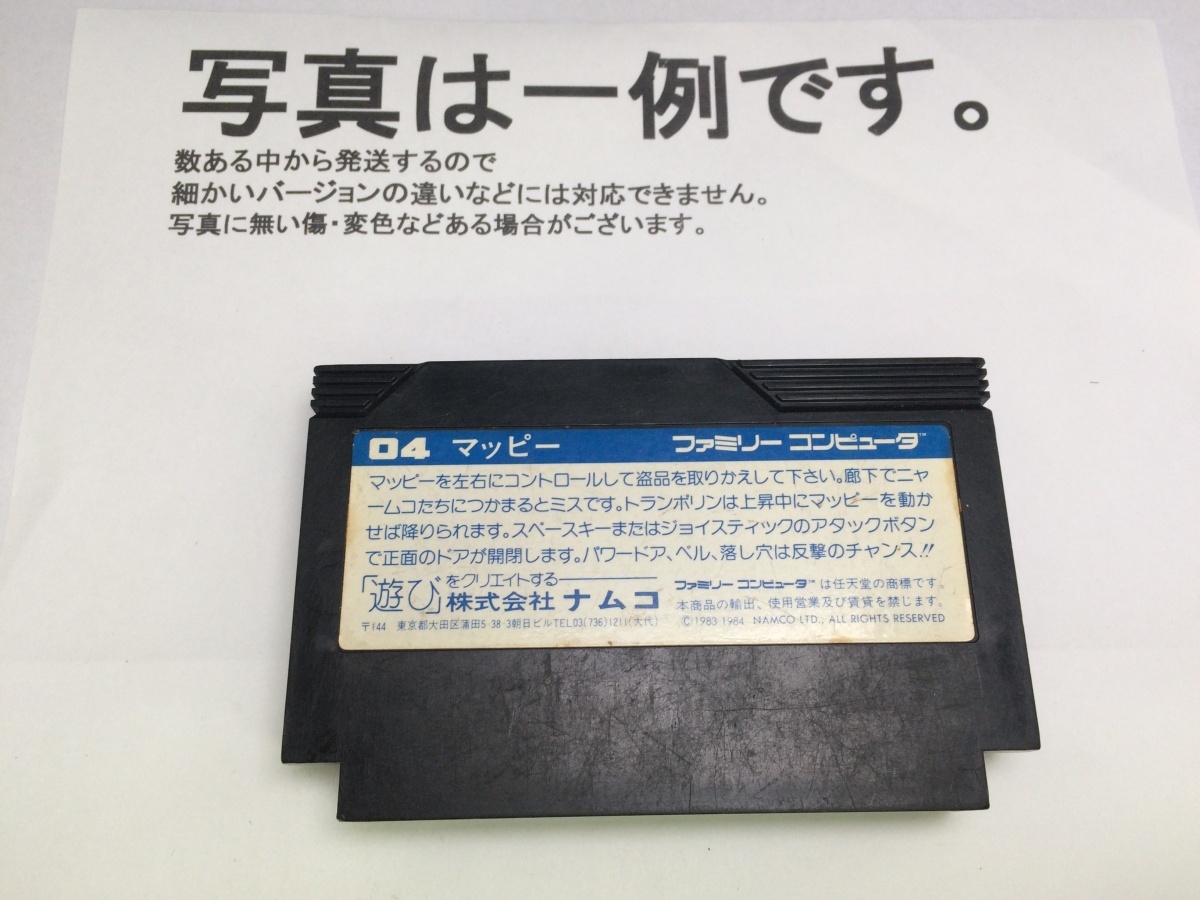 写真は一例です。
数ある中から発送するので
細かいバージョンの違いなどには対応できません。
写真に無い傷・変色などある場合がございます。
04 マッピー ファミリー コンピュータ™
マッピーを左右にコントロールして盗品を取りかえして下さい。廊下でニャ
ームコたちにつかまるとミスです。トランポリンは上昇中にマッピーを動か
せば降りられます。スペースキーまたはジョイスティックのアタックボタン
で正面のドアが開閉します。パワードア、ベル、落し穴は反撃のチャンス!!
「遊び」をクリエイトする
株式会社 ナムコ
〒144 東京都大田区蒲田5-38-3朝日ビルTEL03(736)1211(大代)
ファミリー コンピュータ™ は任天堂の商標です。
本商品の輸出、使用営業及び賃貸を禁じます。
©1983 1984 NAMCO LTD., ALL RIGHTS RESERVED